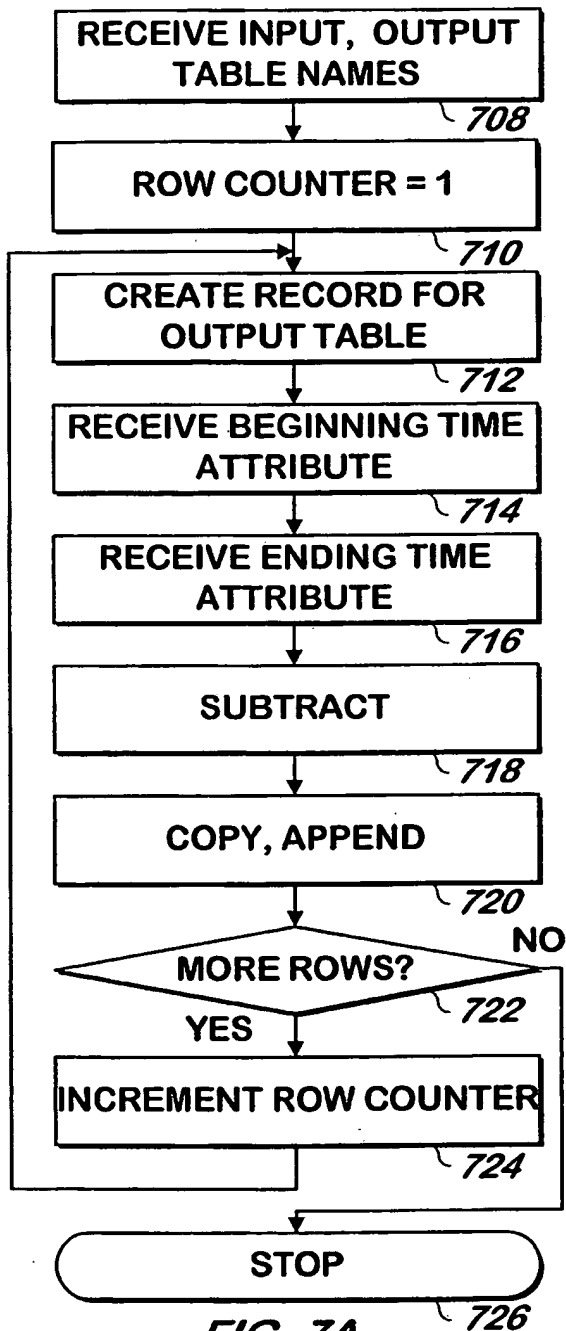 RECEIVE INPUT, OUTPUT
TABLE NAMES
708
ROW COUNTER = 1
710
CREATE RECORD FOR
OUTPUT TABLE
712
RECEIVE BEGINNING TIME
ATTRIBUTE
714
RECEIVE ENDING TIME
ATTRIBUTE
716
SUBTRACT
718
COPY, APPEND
720
NO
MORE ROWS?
722
YES
INCREMENT ROW COUNTER
724
STOP
726
FIG. 7A